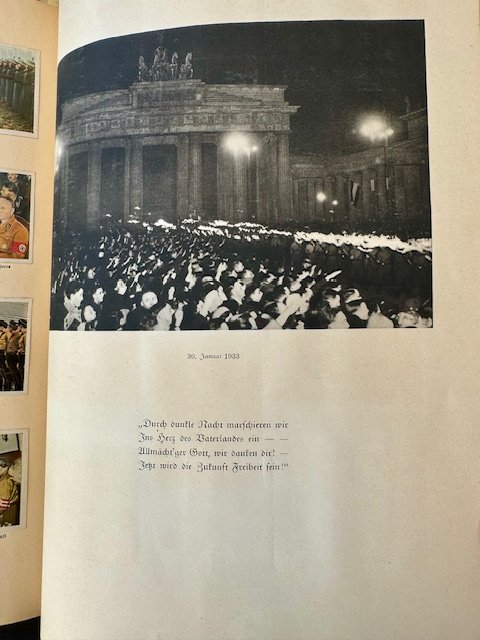 30. Januar 1933
„Durch dunkle Nacht marschieren wir
Ins Herz des Vaterlandes ein — —
Allmächt'ger Gott, wir danken dir! —
Jetzt wird die Zukunft Freiheit sein!“